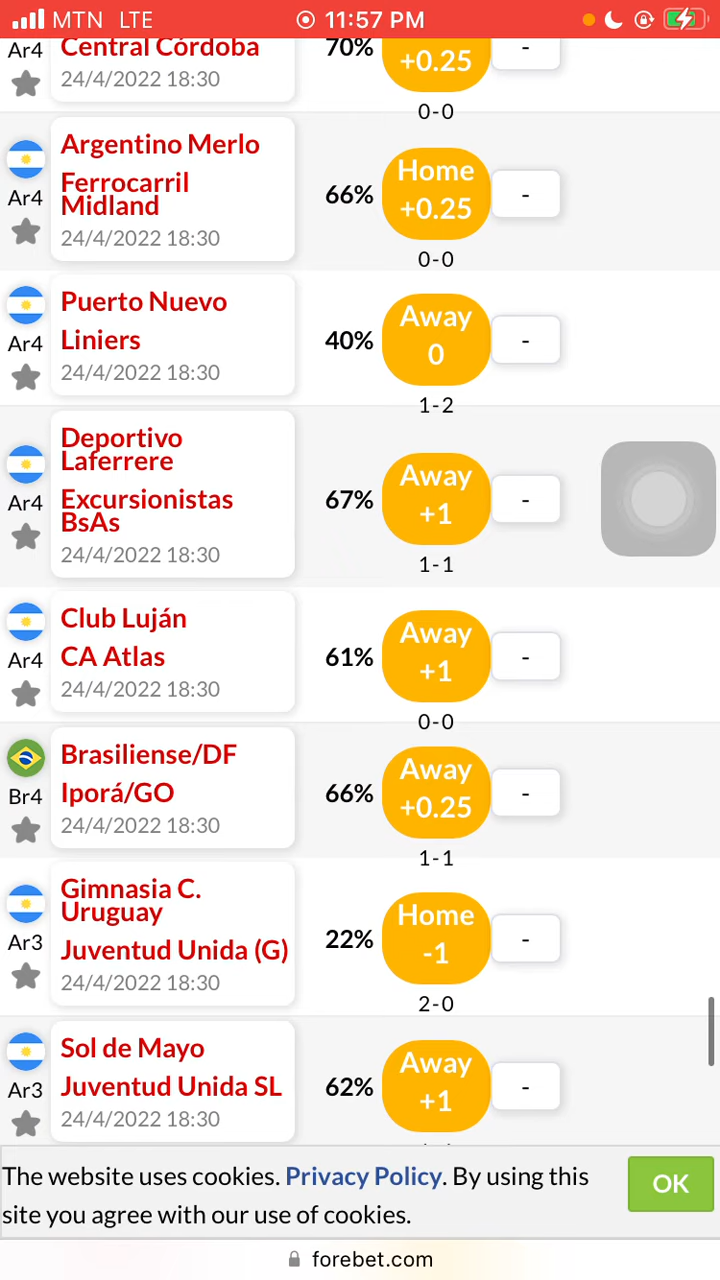 MTN LTE 11:57 PM
Ar4 Central Córdoba 70% +0.25 -
24/4/2022 18:30
0-0
Argentino Merlo
Ferrocarril
Midland
24/4/2022 18:30
Ar4
66%
Home
+0.25
-
0-0
Puerto Nuevo
Liniers
24/4/2022 18:30
Ar4
40%
Away
0
-
1-2
Deportivo
Laferrere
Excursionistas
BsAs
24/4/2022 18:30
Ar4
67%
Away
+1
-
1-1
Club Luján
CA Atlas
24/4/2022 18:30
Ar4
61%
Away
+1
-
0-0
Brasiliense/DF
Iporá/GO
24/4/2022 18:30
Br4
66%
Away
+0.25
-
1-1
Gimnasia C.
Uruguay
Juventud Unida (G)
24/4/2022 18:30
Ar3
22%
Home
-1
-
2-0
Sol de Mayo
Juventud Unida SL
24/4/2022 18:30
Ar3
62%
Away
+1
-
The website uses cookies. Privacy Policy. By using this
site you agree with our use of cookies.
OK
forebet.com